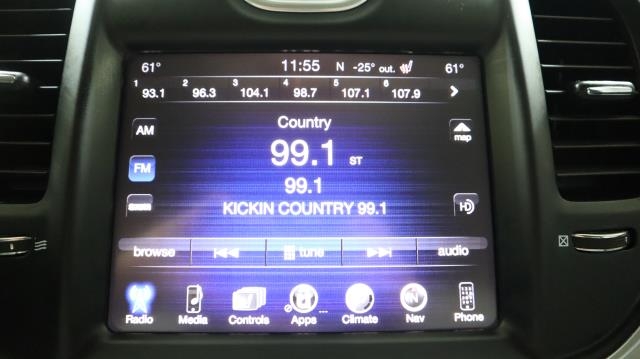 61° 11:55 N -25° out. 61°
1 93.1 2 96.3 3 104.1 4 98.7 5 107.1 6 107.9
Country
AM
map
99.1 ST
FM
99.1
KICKIN COUNTRY 99.1
HD
browse tune audio
Radio Media Controls Apps ... Climate Nav Phone